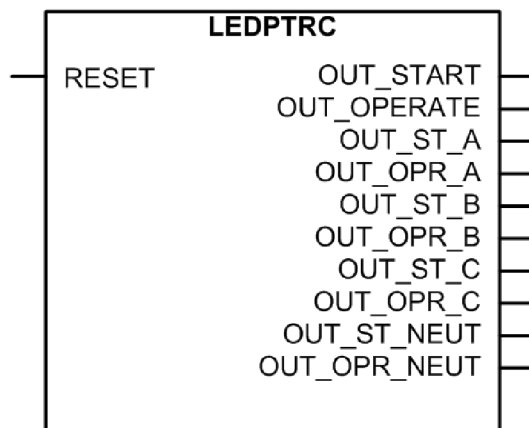 LEDPTRC
RESET OUT_START
OUT_OPERATE
OUT_ST_A
OUT_OPR_A
OUT_ST_B
OUT_OPR_B
OUT_ST_C
OUT_OPR_C
OUT_ST_NEUT
OUT_OPR_NEUT